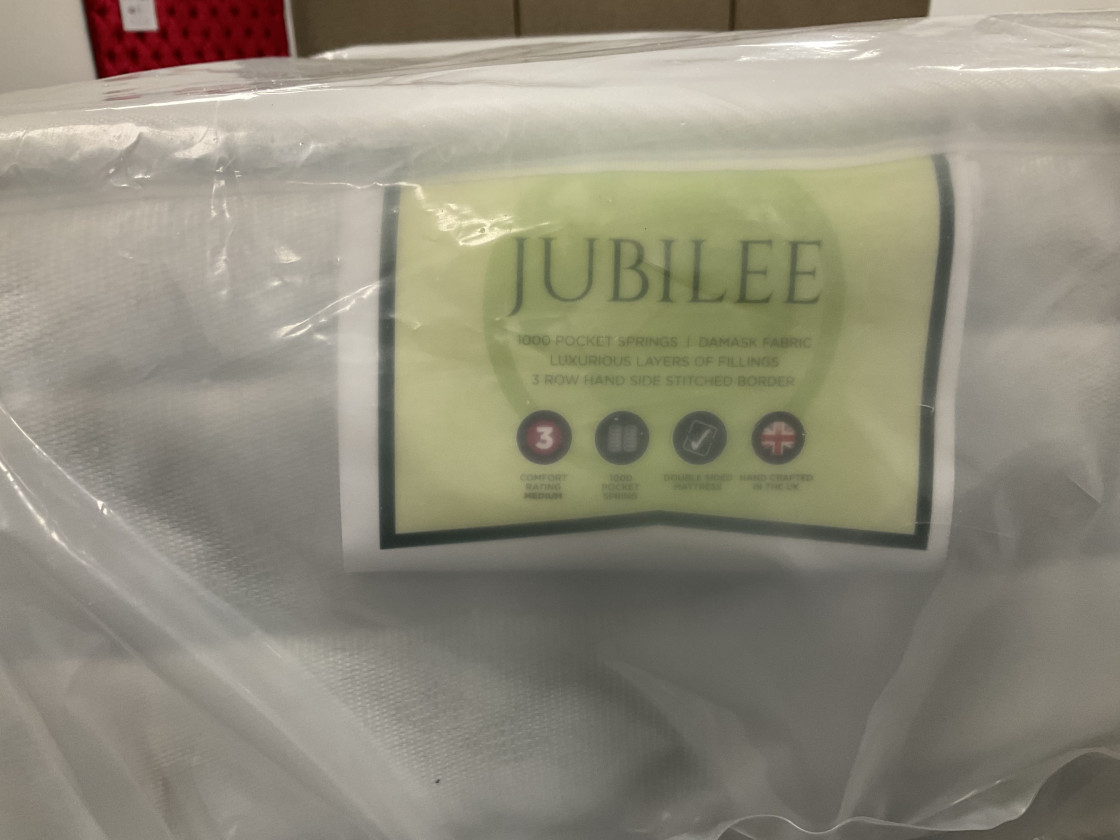 JUBILEE
1000 POCKET SPRINGS | DAMASK FABRIC
LUXURIOUS LAYERS OF FILLINGS
3 ROW HAND SIDE STITCHED BORDER
3
COMFORT
RATING
MEDIUM
1000
POCKET
SPRING
DOUBLE SIDED
MATTRESS
HAND CRAFTED
IN THE UK